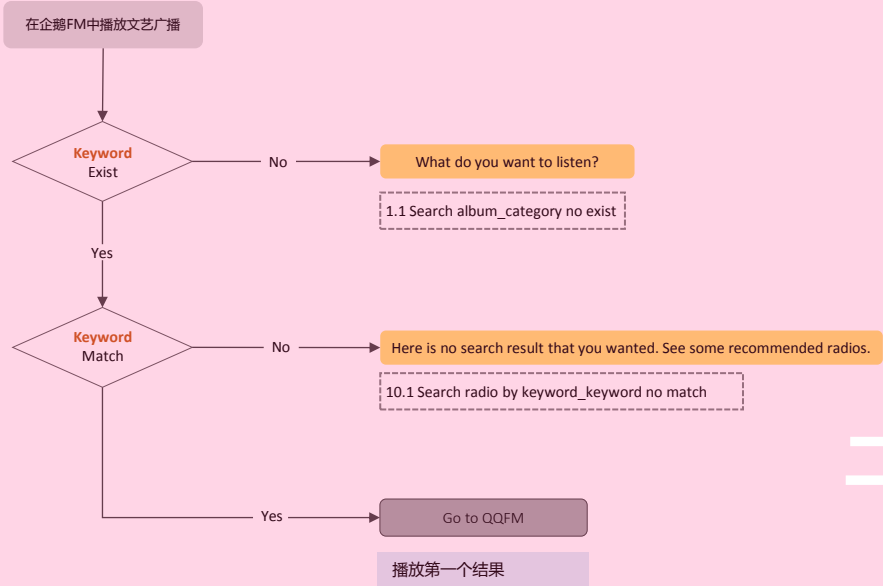 在企鹅FM中播放文艺广播
Keyword
Exist
No
What do you want to listen?
1.1 Search album_category no exist
Yes
Keyword
Match
No
Here is no search result that you wanted. See some recommended radios.
10.1 Search radio by keyword_keyword no match
Yes
Go to QQFM
播放第一个结果